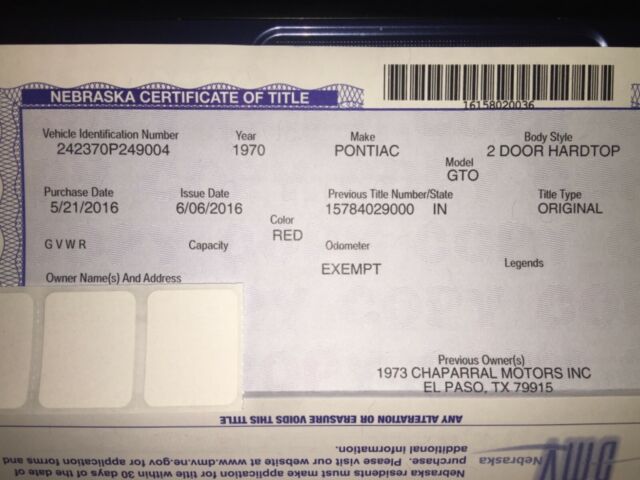 NEBRASKA CERTIFICATE OF TITLE
16158020036
Vehicle Identification Number Year Make Body Style
242370P249004 1970 PONTIAC 2 DOOR HARDTOP
Model
GTO
Purchase Date Issue Date Previous Title Number/State Title Type
5/21/2016 6/06/2016 15784029000 IN ORIGINAL
Color
RED
G V W R Capacity Odometer Legends
EXEMPT
Owner Name(s) And Address
Previous Owner(s)
1973 CHAPARRAL MOTORS INC
EL PASO, TX 79915
ANY ALTERATION OR ERASURE VOIDS THIS TITLE
Nebraska
DMV
Nebraska residents must make application for title within 30 days of the date of
purchase. Please visit our website at www.dmv.ne.gov for application forms and
additional information.